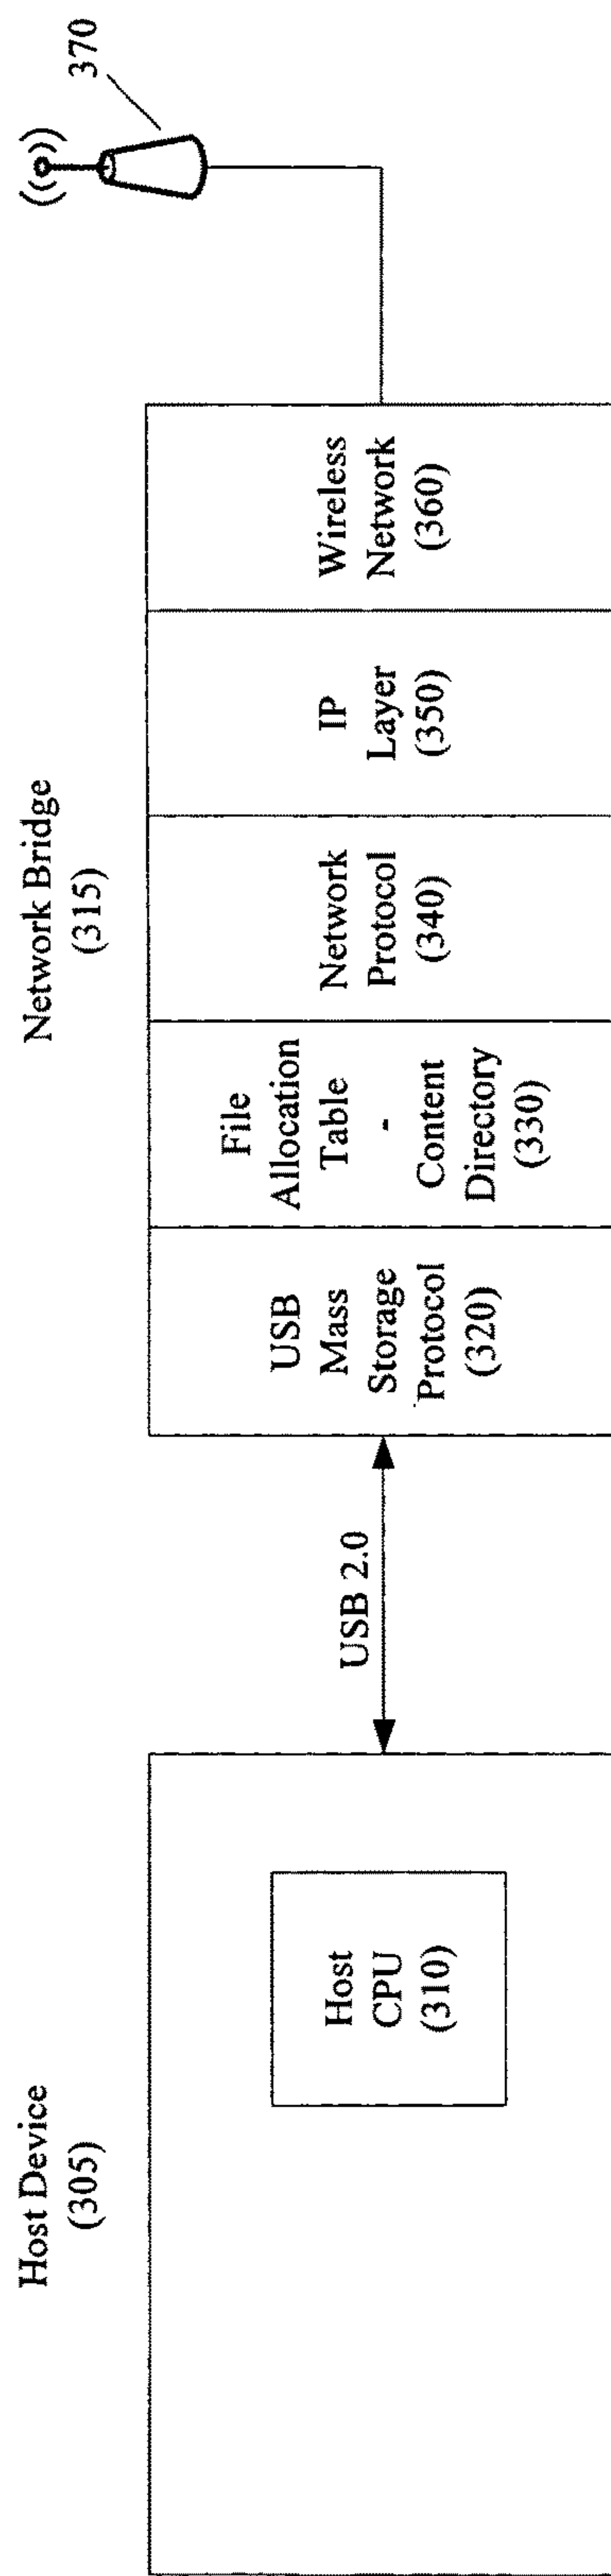 Host Device
(305)
Host
CPU
(310)
USB 2.0
Network Bridge
(315)
USB
Mass
Storage
Protocol
(320)
File
Allocation
Table
-
Content
Directory
(330)
Network
Protocol
(340)
IP
Layer
(350)
Wireless
Network
(360)
370